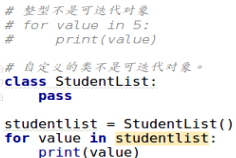 # 整型不是可迭代对象
# for value in 5:
#     print(value)

# 自定义的类不是可迭代对象。
class StudentList:
    pass

studentlist = StudentList()
for value in studentlist:
    print(value)